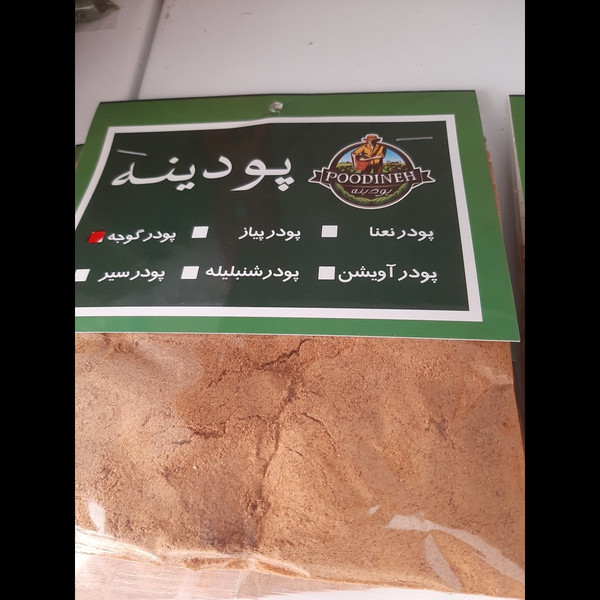 پودینه
POODINEH
پودینه
پودر نعنا پودر پیاز پودر گوجه
پودر آویشن پودر شنبلیله پودر سیر